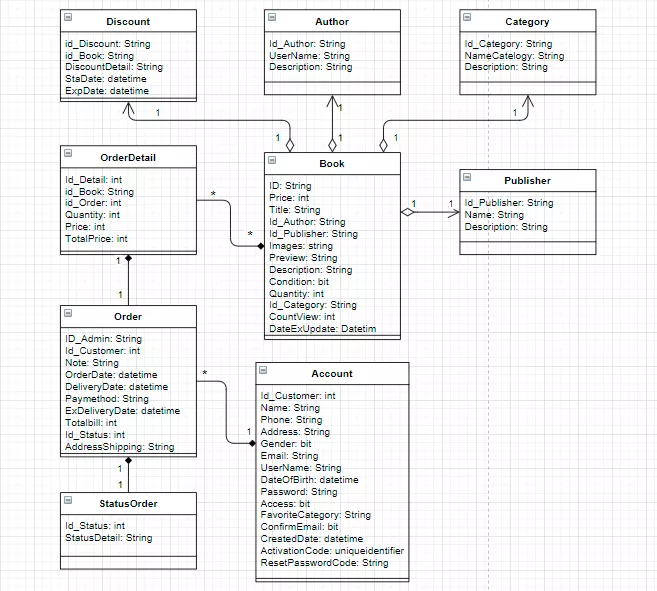 Discount
id_Discount: String
id_Book: String
DiscountDetail: String
StaDate: datetime
ExpDate: datetime
Author
Id_Author: String
UserName: String
Description: String
Category
Id_Category: String
NameCatelogy: String
Description: String
1
1
1
1
1
1
OrderDetail
Id_Detail: int
id_Book: String
id_Order: int
Quantity: int
Price: int
TotalPrice: int
*
*
Book
ID: String
Price: int
Title: String
Id_Author: String
Id_Publisher: String
Images: string
Preview: String
Description: String
Condition: bit
Quantity: int
Id_Category: String
CountView: int
DateExUpdate: Datetim
1
1
Publisher
Id_Publisher: String
Name: String
Description: String
1
1
Order
ID_Admin: String
Id_Customer: int
Note: String
OrderDate: datetime
DeliveryDate: datetime
Paymethod: String
ExDeliveryDate: datetime
Totalbill: int
Id_Status: int
AddressShipping: String
*
1
Account
Id_Customer: int
Name: String
Phone: String
Address: String
Gender: bit
Email: String
UserName: String
DateOfBirth: datetime
Password: String
Access: bit
FavoriteCategory: String
ConfirmEmail: bit
CreatedDate: datetime
ActivationCode: uniqueidentifier
ResetPasswordCode: String
1
1
StatusOrder
Id_Status: int
StatusDetail: String